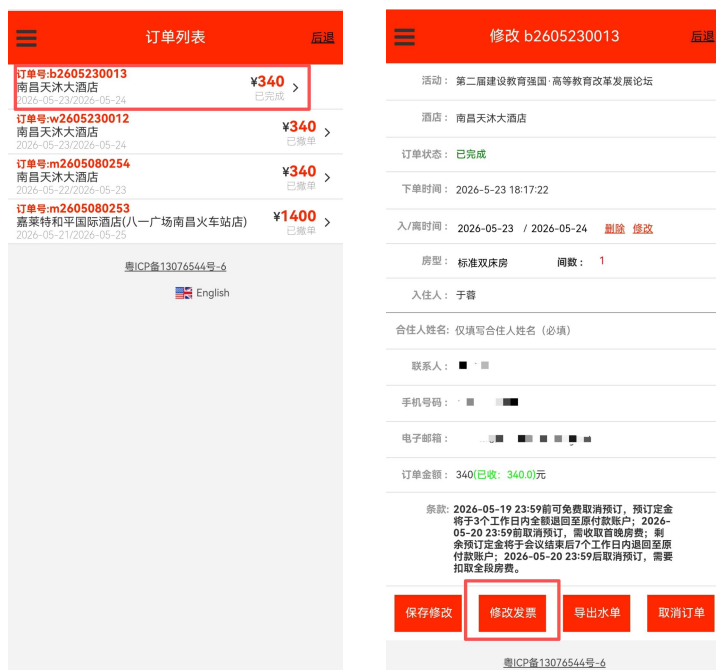 订单列表
后退
订单号:b2605230013
南昌天沐大酒店
2026-05-23/2026-05-24
¥340
已完成
订单号:w2605230012
南昌天沐大酒店
2026-05-23/2026-05-24
¥340
已撤单
订单号:m2605080254
南昌天沐大酒店
2026-05-22/2026-05-23
¥340
已撤单
订单号:m2605080253
嘉莱特和平国际酒店(八一广场南昌火车站店)
2026-05-21/2026-05-25
¥1400
已撤单
粤ICP备13076544号-6
English
修改 b2605230013
后退
活动： 第二届建设教育强国·高等教育改革发展论坛
酒店： 南昌天沐大酒店
订单状态： 已完成
下单时间： 2026-5-23 18:17:22
入/离时间： 2026-05-23 / 2026-05-24 删除 修改
房型： 标准双床房 间数： 1
入住人： 于蓉
合住人姓名: 仅填写合住人姓名（必填）
联系人：
手机号码：
电子邮箱：
订单金额： 340(已收：340.0)元
条款: 2026-05-19 23:59前可免费取消预订，预订定金
将于3个工作日内全额退回至原付款账户；2026-
05-20 23:59前取消预订，需收取首晚房费；剩
余预订定金将于会议结束后7个工作日内退回至原
付款账户；2026-05-20 23:59后取消预订，需要
扣取全段房费。
保存修改
修改发票
导出水单
取消订单
粤ICP备13076544号-6